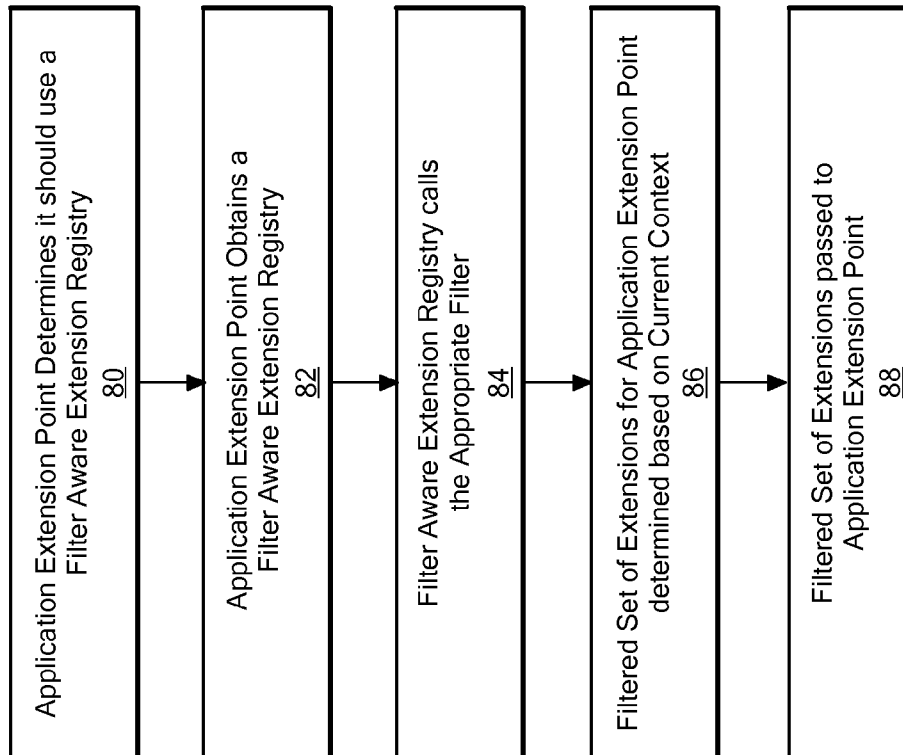 Application Extension Point Determines it should use a
Filter Aware Extension Registry
80
Application Extension Point Obtains a
Filter Aware Extension Registry
82
Filter Aware Extension Registry calls
the Appropriate Filter
84
Filtered Set of Extensions for Application Extension Point
determined based on Current Context
86
Filtered Set of Extensions passed to
Application Extension Point
88